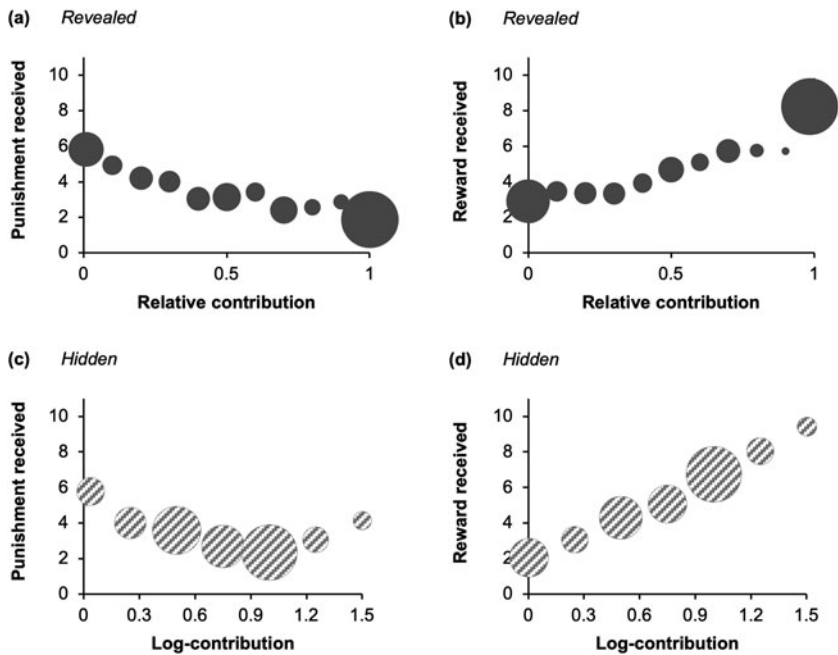 (a) Revealed
Punishment received
10
8
6
4
2
0
0 0.5 1
Relative contribution
(b) Revealed
Reward received
10
8
6
4
2
0
0 0.5 1
Relative contribution
(c) Hidden
Punishment received
10
8
6
4
2
0
0 0.3 0.6 0.9 1.2 1.5
Log-contribution
(d) Hidden
Reward received
10
8
6
4
2
0
0 0.3 0.6 0.9 1.2 1.5
Log-contribution